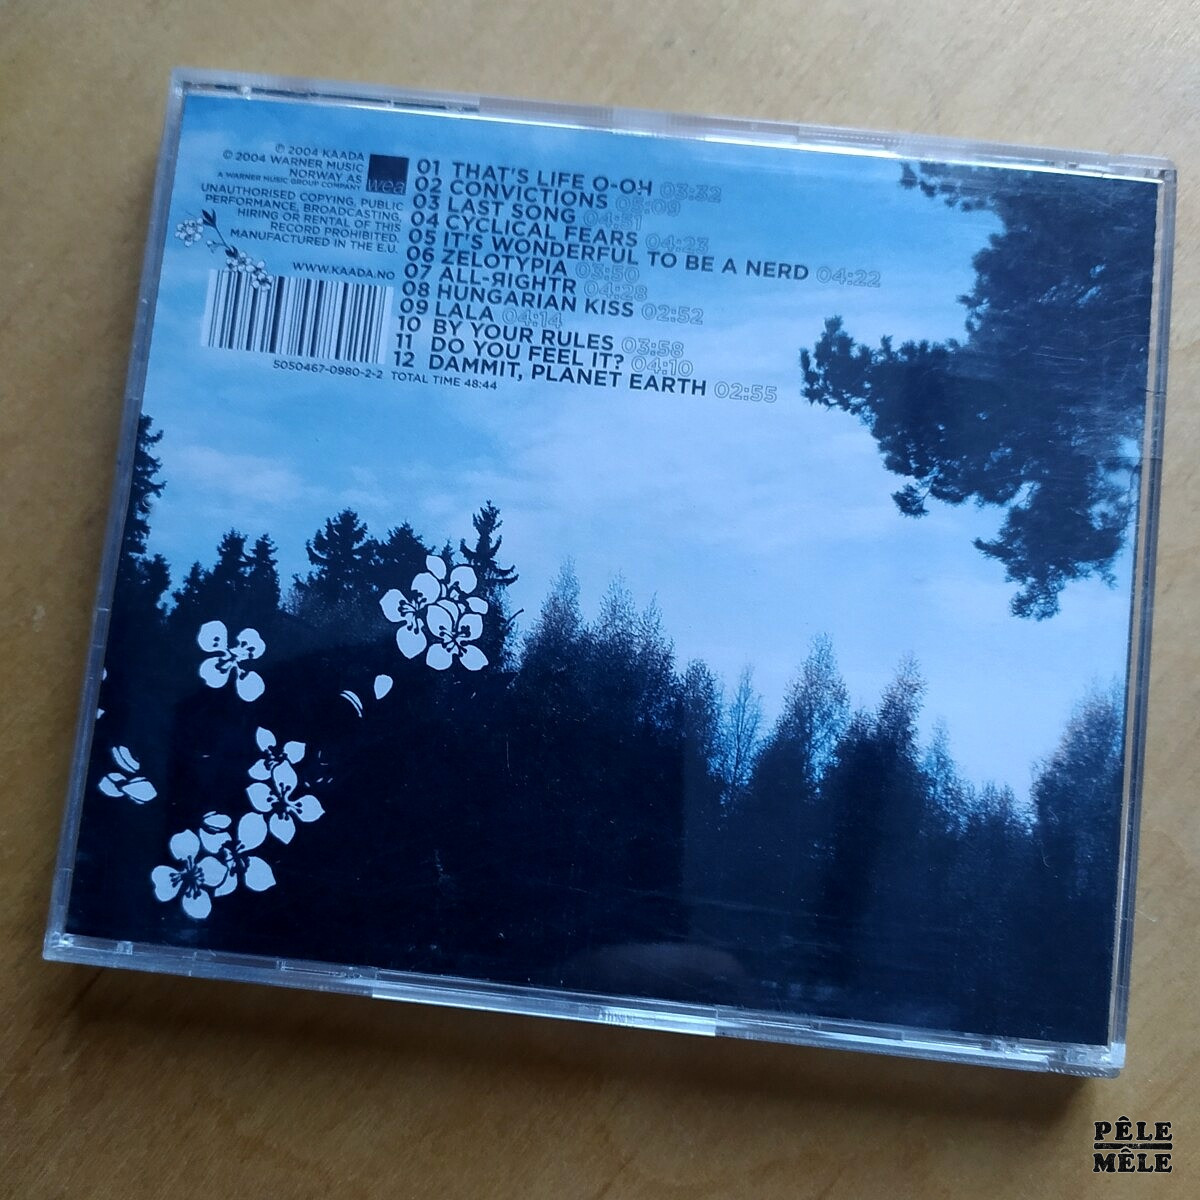 ℗ 2004 KAADA
© 2004 WARNER MUSIC
NORWAY AS
A WARNER MUSIC GROUP COMPANY
wea
UNAUTHORISED COPYING, PUBLIC
PERFORMANCE, BROADCASTING,
HIRING OR RENTAL OF THIS
RECORD PROHIBITED.
MANUFACTURED IN THE E.U.
WWW.KAADA.NO
5050467-0980-2-2
01 THAT'S LIFE O-OH 03:32
02 CONVICTIONS 05:09
03 LAST SONG 04:51
04 CYCLICAL FEARS 04:23
05 IT'S WONDERFUL TO BE A NERD 04:22
06 ZELOTYPIA 03:50
07 ALL-ЯIGHTR 04:28
08 HUNGARIAN KISS 02:52
09 LALA 04:14
10 BY YOUR RULES 03:58
11 DO YOU FEEL IT? 04:10
12 DAMMIT, PLANET EARTH 02:55
TOTAL TIME 48:44
PÊLE
MÊLE